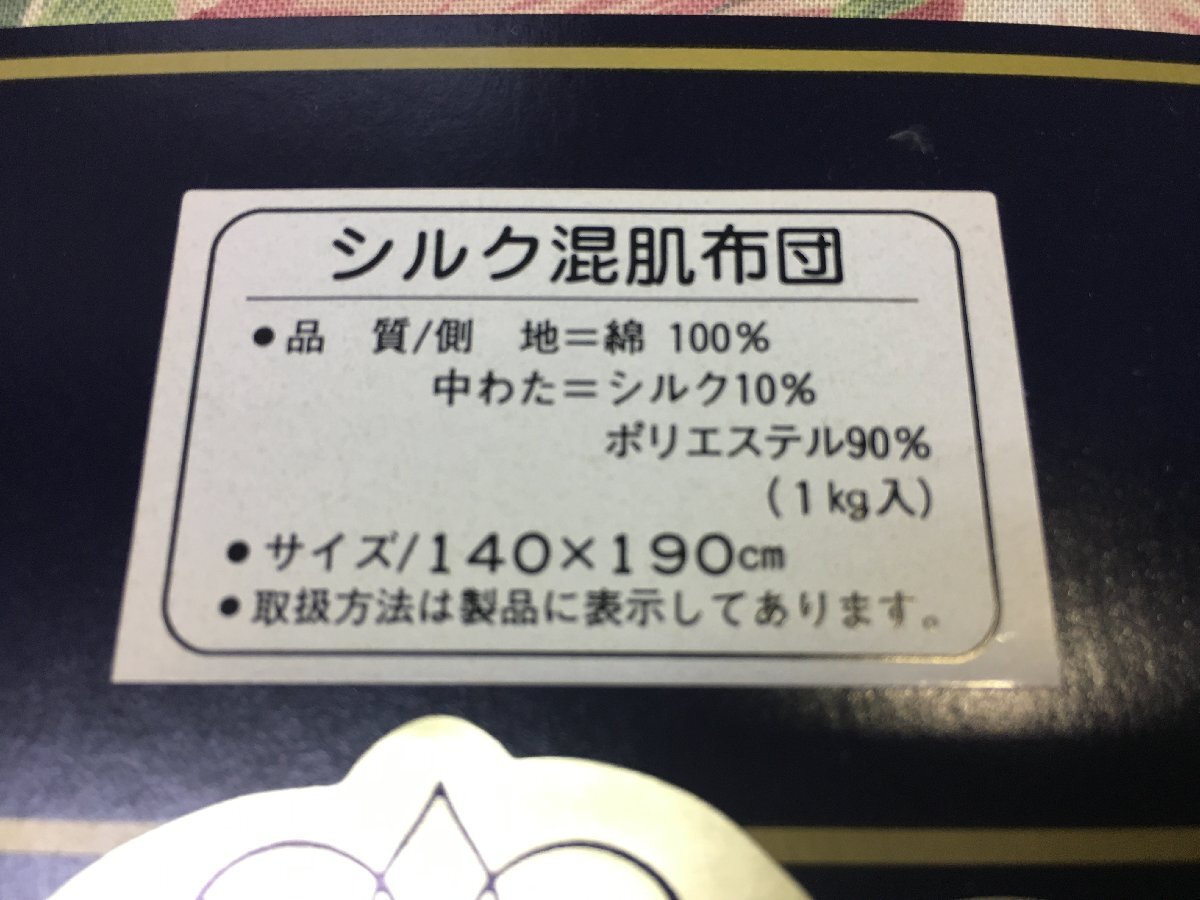 シルク混肌布団
●品　質/側　地＝綿 100%
中わた＝シルク10%
ポリエステル90%
(1kg入)
●サイズ/140×190cm
●取扱方法は製品に表示してあります。